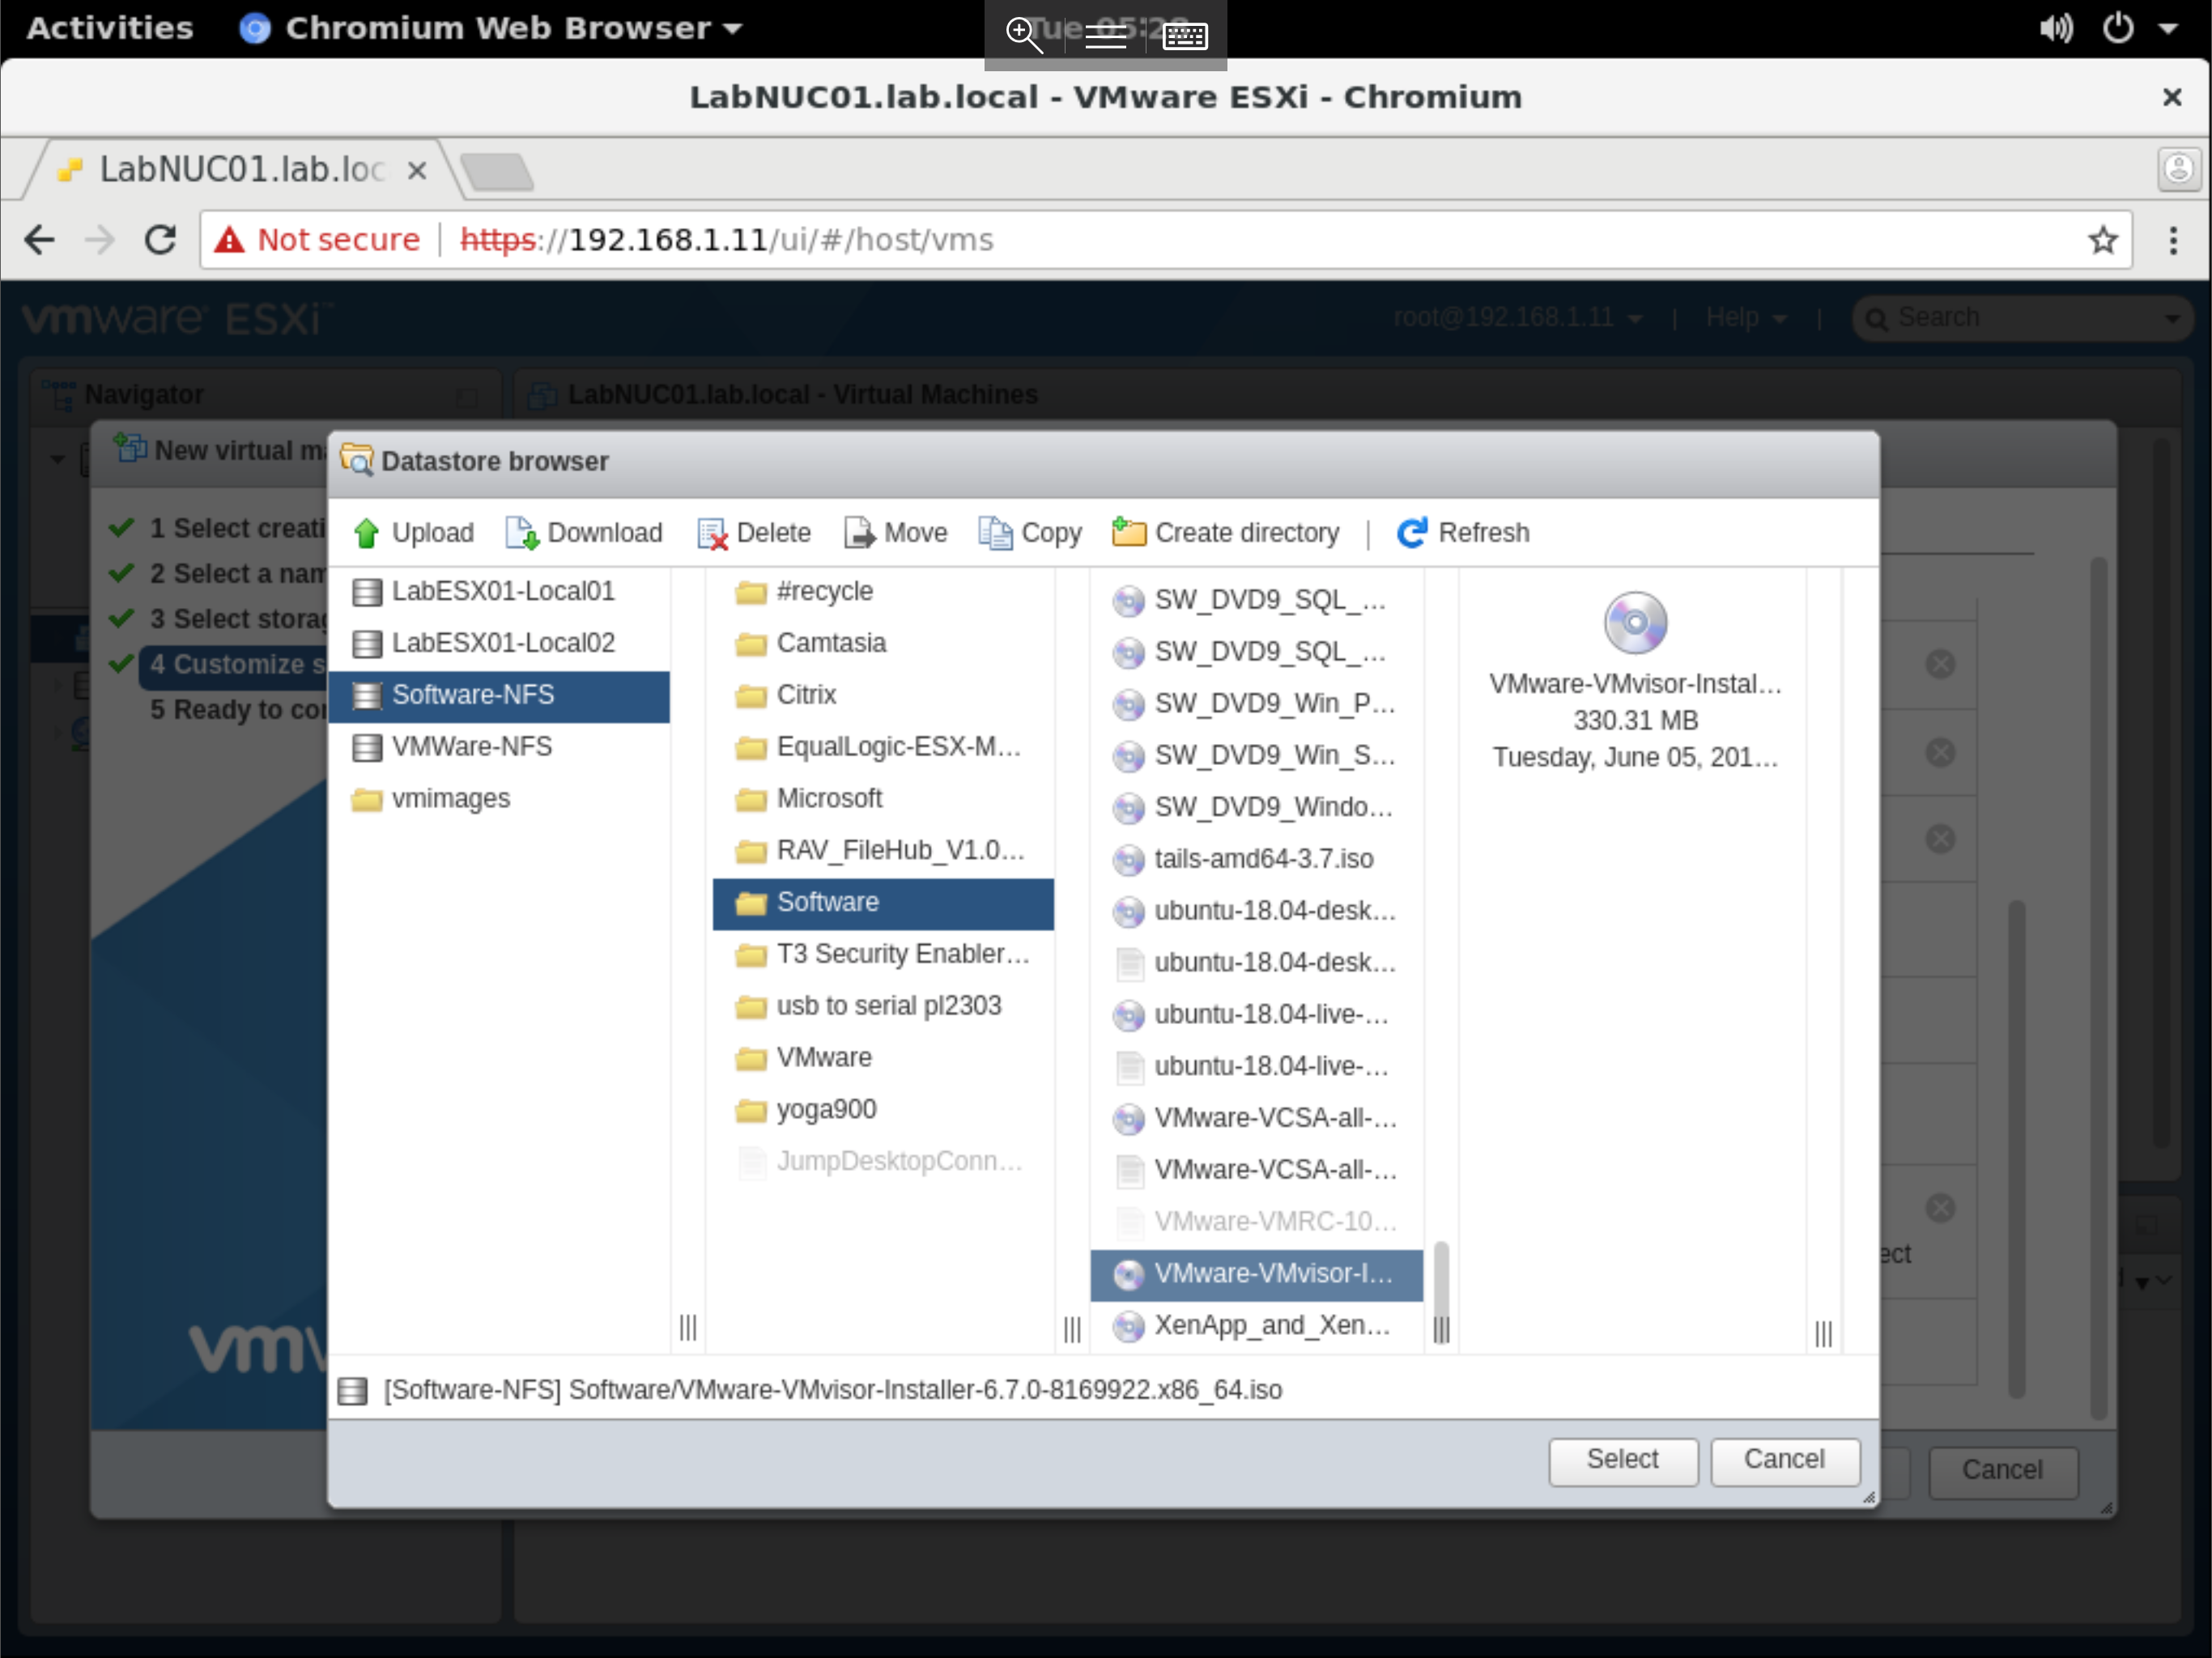 Activities Chromium Web Browser Tue 05:28
LabNUC01.lab.local - VMware ESXi - Chromium
LabNUC01.lab.loc
Not secure https://192.168.1.11/ui/#/host/vms
vmware ESXi root@192.168.1.11 | Help | Search
Navigator LabNUC01.lab.local - Virtual Machines
New virtual ma
Datastore browser
Upload Download Delete Move Copy Create directory | Refresh
1 Select creati
2 Select a nam
3 Select storag
4 Customize s
5 Ready to co
LabESX01-Local01
LabESX01-Local02
Software-NFS
VMWare-NFS
vmimages
#recycle
Camtasia
Citrix
EqualLogic-ESX-M...
Microsoft
RAV_FileHub_V1.0...
Software
T3 Security Enabler...
usb to serial pl2303
VMware
yoga900
JumpDesktopConn...
SW_DVD9_SQL_...
SW_DVD9_SQL_...
SW_DVD9_Win_P...
SW_DVD9_Win_S...
SW_DVD9_Windo...
tails-amd64-3.7.iso
ubuntu-18.04-desk...
ubuntu-18.04-desk...
ubuntu-18.04-live-...
ubuntu-18.04-live-...
VMware-VCSA-all-...
VMware-VCSA-all-...
VMware-VMRC-10...
VMware-VMvisor-I...
XenApp_and_Xen...
VMware-VMvisor-Instal...
330.31 MB
Tuesday, June 05, 201...
ect
vmw
[Software-NFS] Software/VMware-VMvisor-Installer-6.7.0-8169922.x86_64.iso
Select Cancel
Cancel